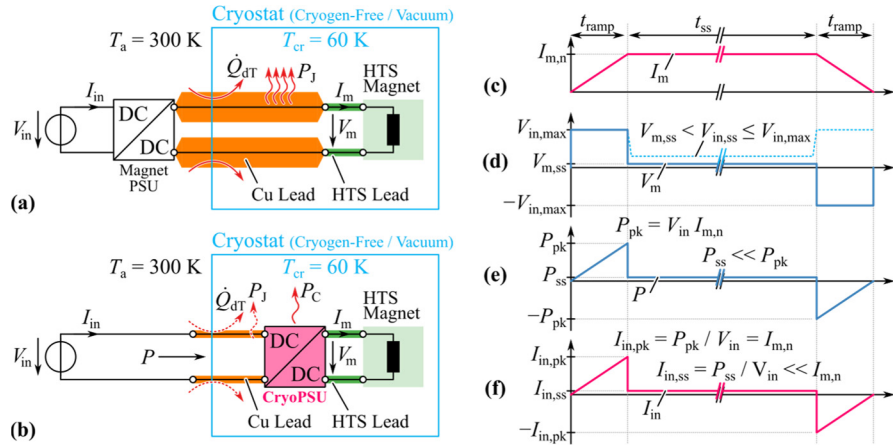 Cryostat (Cryogen-Free / Vacuum)
T_a = 300 K
T_cr = 60 K
Q̇_dT
P_J
I_in
I_m
HTS
Magnet
V_in
DC
DC
V_m
Magnet
PSU
Cu Lead
HTS Lead
(a)
Cryostat (Cryogen-Free / Vacuum)
T_a = 300 K
T_cr = 60 K
Q̇_dT
P_J
P_C
I_in
I_m
HTS
Magnet
V_in
P
DC
DC
V_m
CryoPSU
Cu Lead
HTS Lead
(b)
t_ramp
t_ss
t_ramp
I_m,n
I_m
(c)
V_in,max
V_m,ss < V_in,ss ≤ V_in,max
V_m,ss
V_m
−V_in,max
(d)
P_pk = V_in I_m,n
P_pk
P_ss << P_pk
P_ss
P
−P_pk
(e)
I_in,pk = P_pk / V_in = I_m,n
I_in,pk
I_in,ss = P_ss / V_in << I_m,n
I_in,ss
I_in
−I_in,pk
(f)